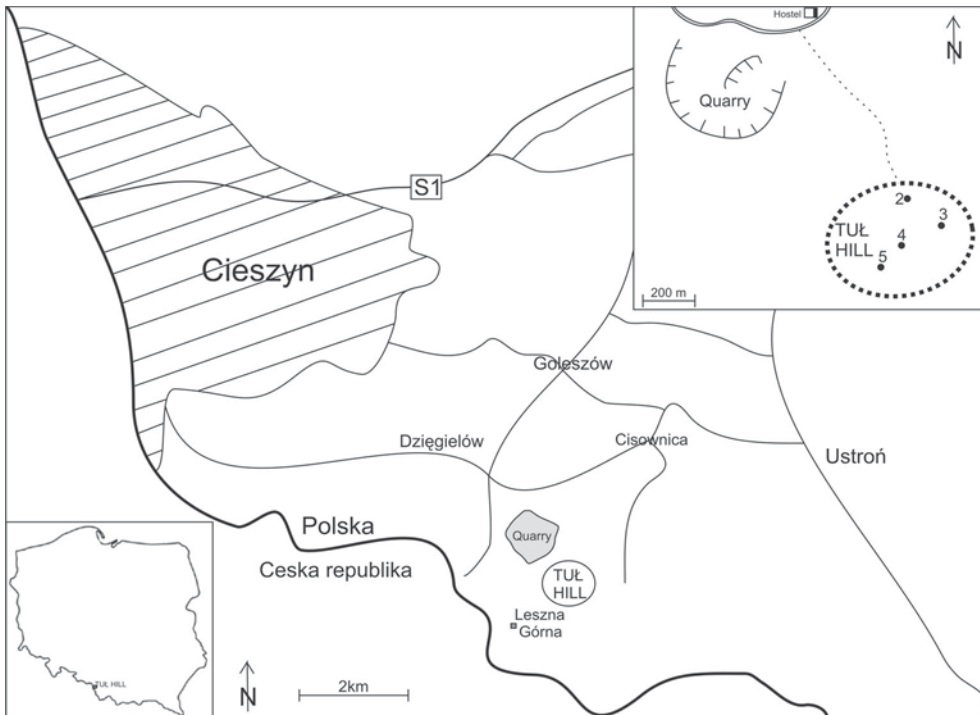 Hostel
N
Quarry
2
3
TUŁ
HILL
4
5
200 m
S1
Cieszyn
Goleszów
Dzięgielów
Cisownica
Ustroń
Polska
Ceska republika
Quarry
TUŁ
HILL
Leszna
Górna
TUŁ HILL
N
2km